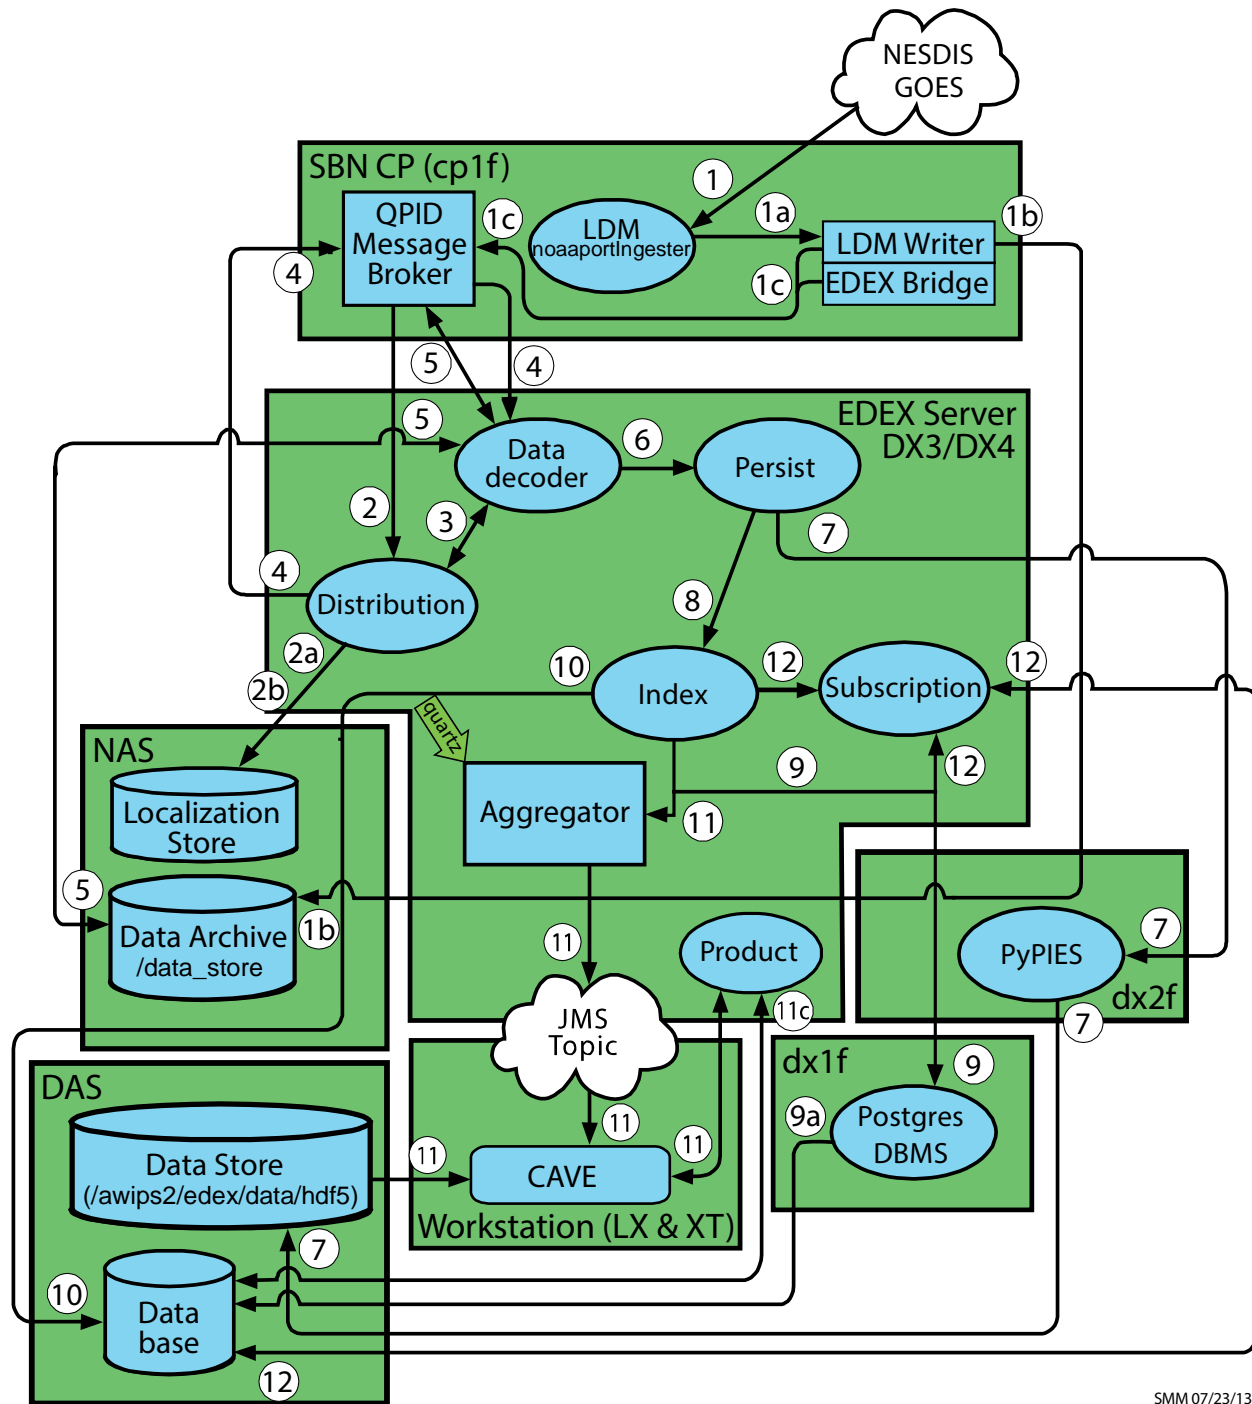 NESDIS
GOES
SBN CP (cp1f)
1
QPID
Message
Broker
1c
LDM
noaaportIngester
1a
1b
LDM Writer
EDEX Bridge
1c
4
5
4
EDEX Server
DX3/DX4
5
Data
decoder
6
Persist
2
3
7
4
Distribution
8
2a
2b
10
Index
12
Subscription
12
quartz
NAS
9
12
Aggregator
11
Localization
Store
5
Data Archive
/data_store
1b
11
Product
11c
PyPIES
7
dx2f
7
JMS
Topic
dx1f
9
DAS
9a
Postgres
DBMS
Data Store
(/awips2/edex/data/hdf5)
11
11
11
CAVE
Workstation (LX & XT)
7
10
Data
base
12
SMM 07/23/13